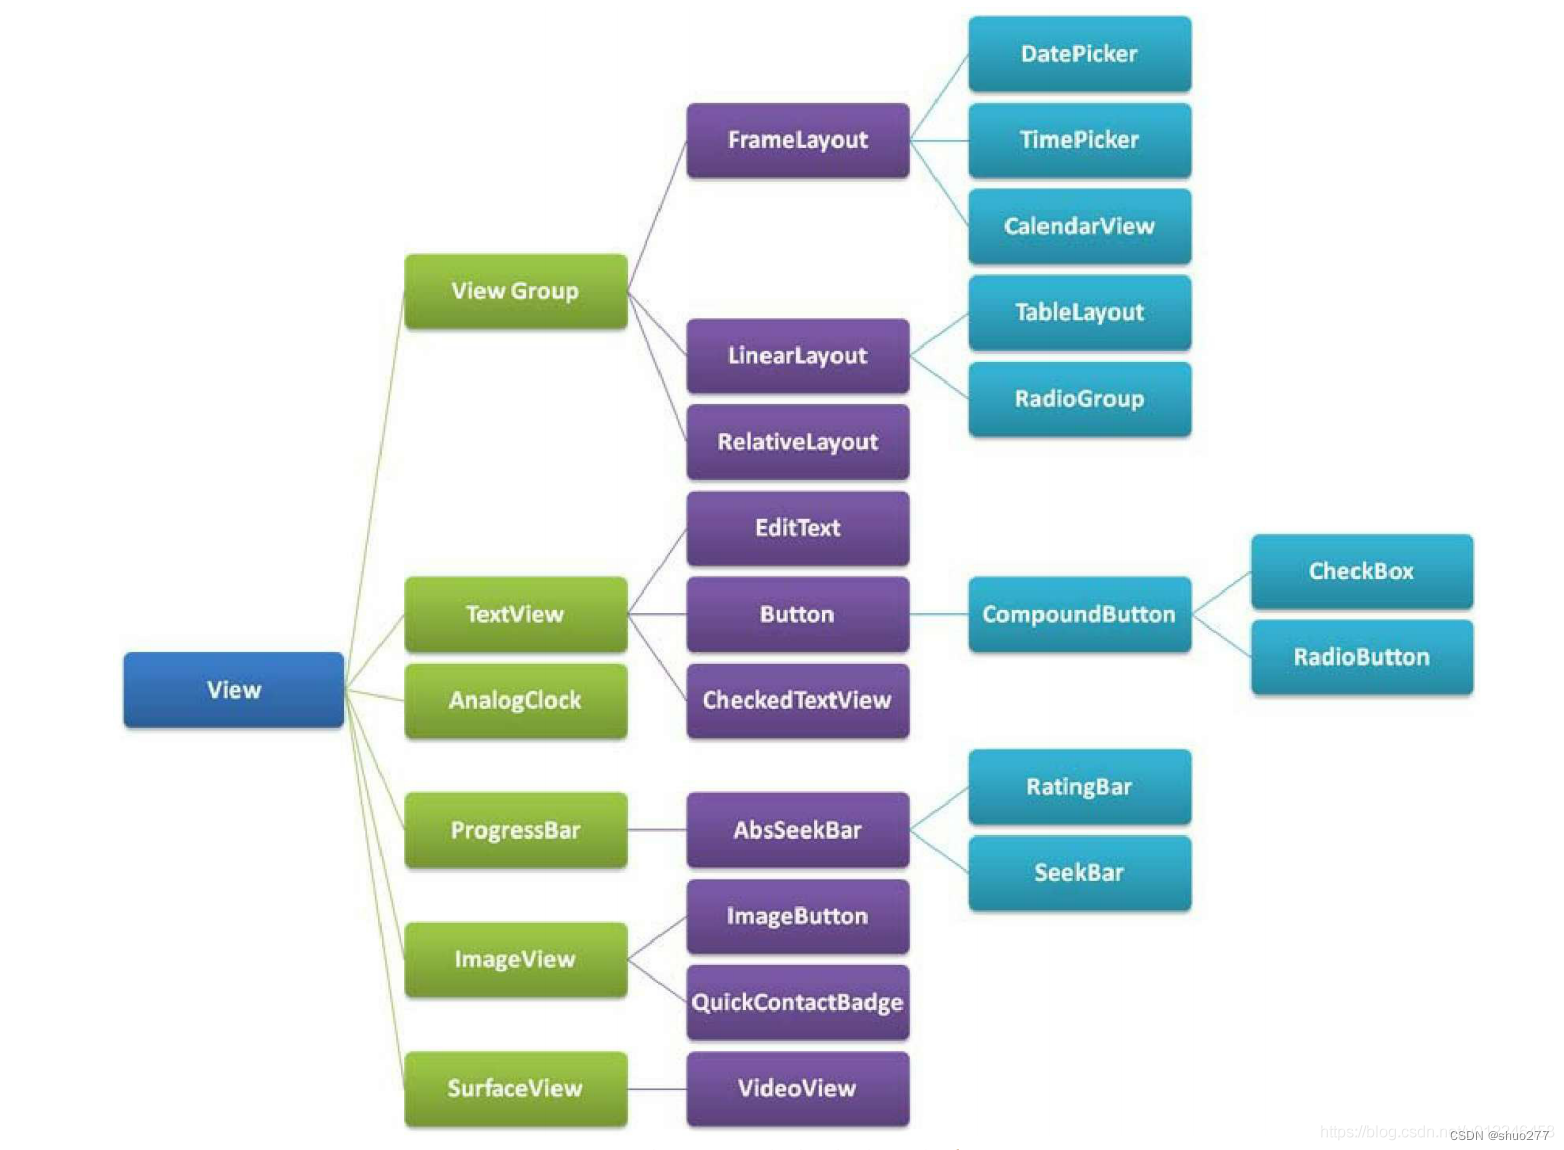 DatePicker
FrameLayout
TimePicker
CalendarView
View Group
TableLayout
LinearLayout
RadioGroup
RelativeLayout
EditText
CheckBox
TextView
Button
CompoundButton
RadioButton
View
AnalogClock
CheckedTextView
RatingBar
ProgressBar
AbsSeekBar
SeekBar
ImageButton
ImageView
QuickContactBadge
SurfaceView
VideoView
https://blog.csdn.n
CSDN @shuo277